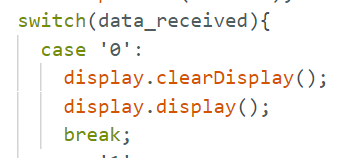 switch(data_received){
case '0':
display.clearDisplay();
display.display();
break;